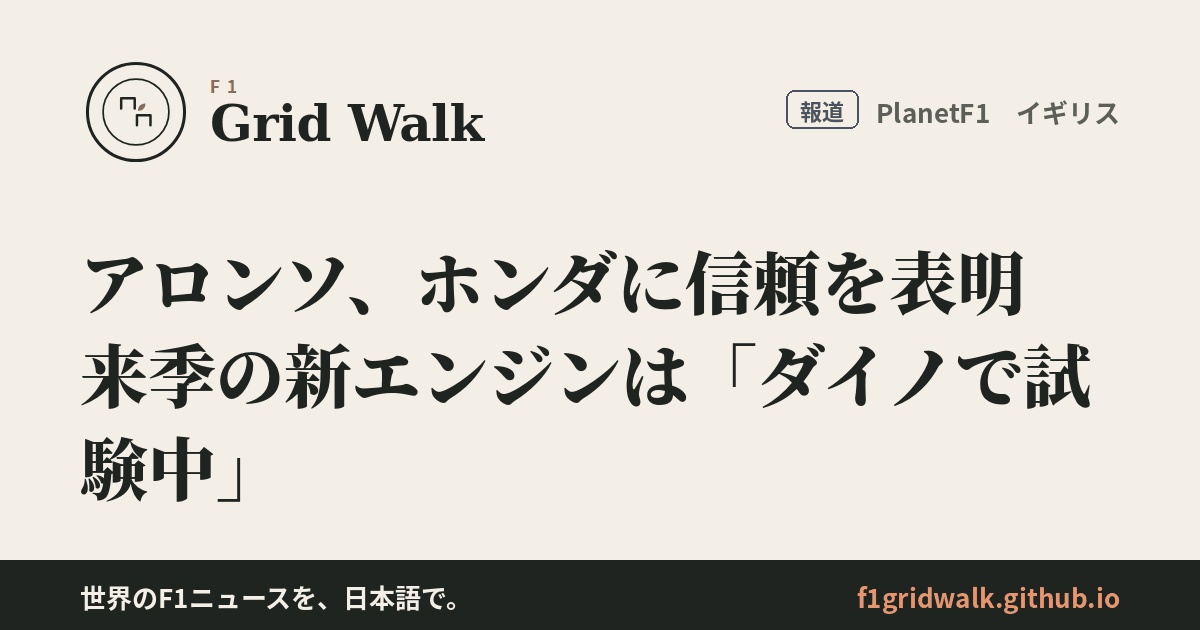 F1
Grid Walk
報道 PlanetF1 イギリス
アロンソ、ホンダに信頼を表明
来季の新エンジンは「ダイノで試
験中」
世界のF1ニュースを、日本語で。
f1gridwalk.github.io